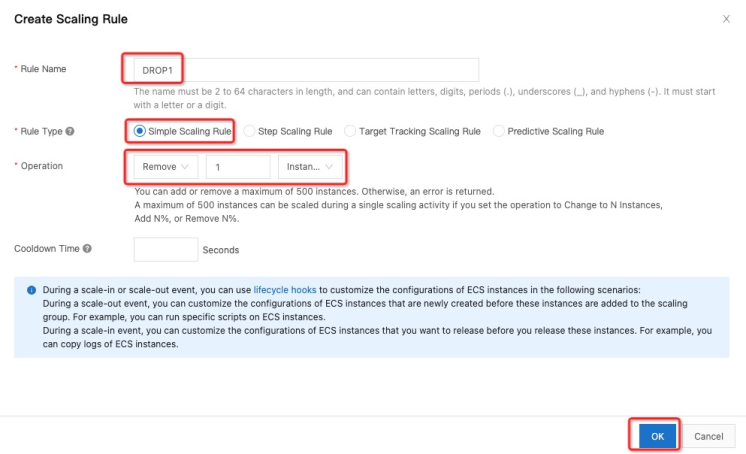 Create Scaling Rule
* Rule Name
DROP1
The name must be 2 to 64 characters in length, and can contain letters, digits, periods (.), underscores (_), and hyphens (-). It must start
with a letter or a digit.
* Rule Type
Simple Scaling Rule
Step Scaling Rule
Target Tracking Scaling Rule
Predictive Scaling Rule
* Operation
Remove
1
Instan...
You can add or remove a maximum of 500 instances. Otherwise, an error is returned.
A maximum of 500 instances can be scaled during a single scaling activity if you set the operation to Change to N Instances,
Add N%, or Remove N%.
Cooldown Time
Seconds
During a scale-in or scale-out event, you can use lifecycle hooks to customize the configurations of ECS instances in the following scenarios:
During a scale-out event, you can customize the configurations of ECS instances that are newly created before these instances are added to the scaling
group. For example, you can run specific scripts on ECS instances.
During a scale-in event, you can customize the configurations of ECS instances that you want to release before you release these instances. For example, you
can copy logs of ECS instances.
OK
Cancel